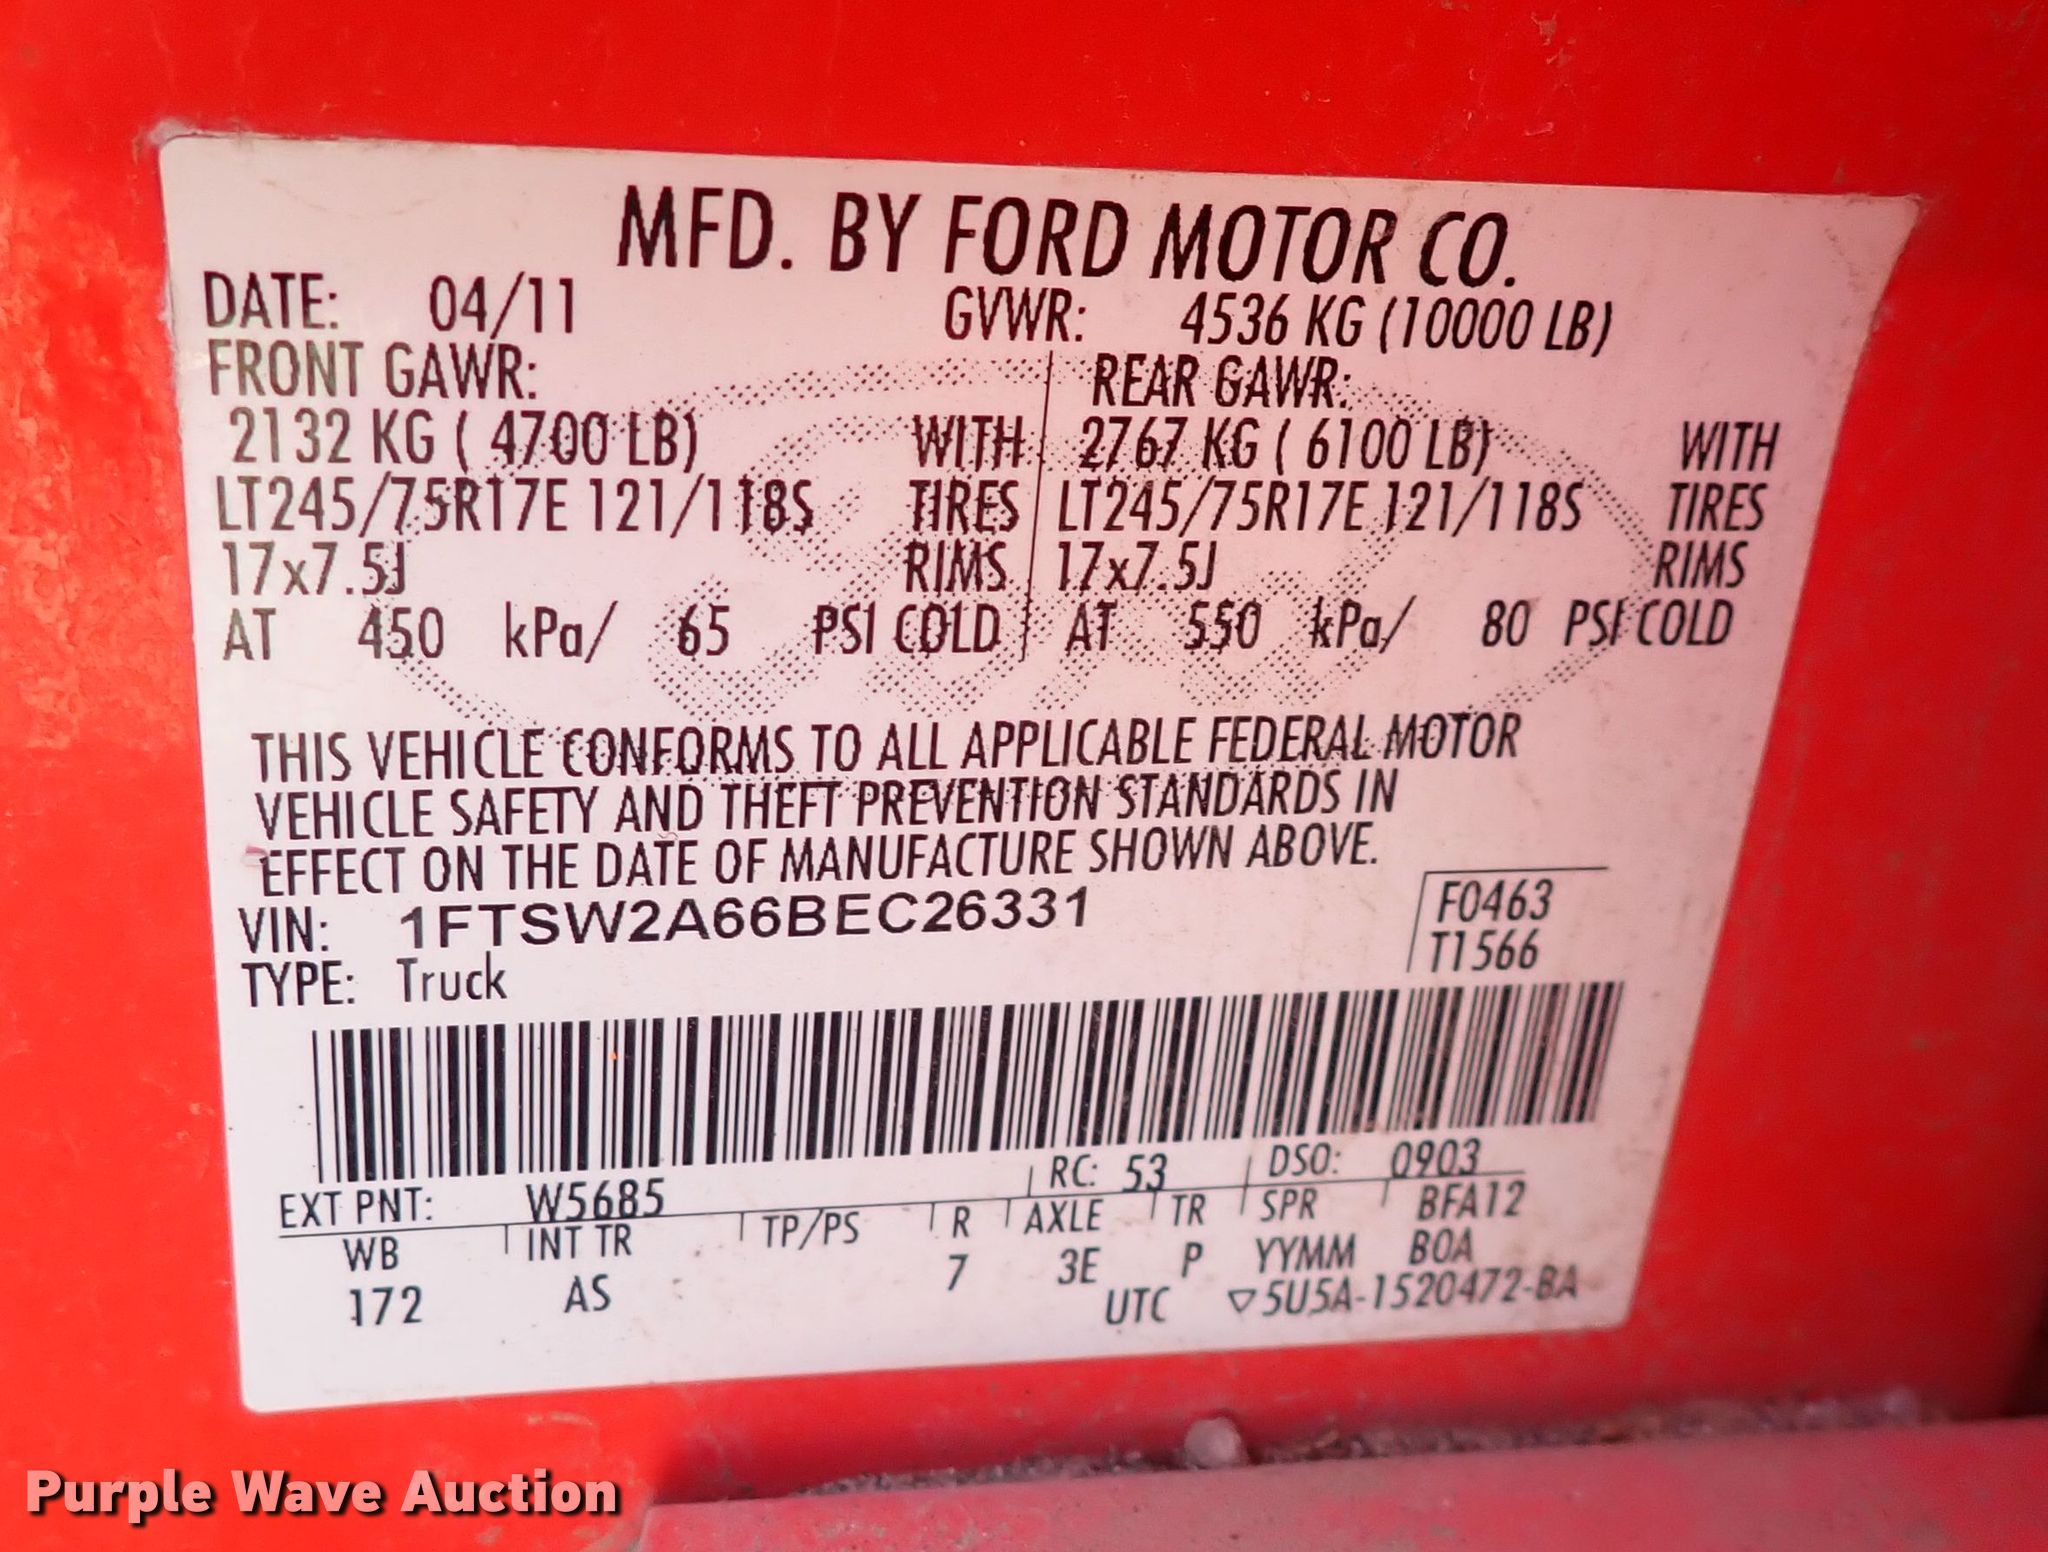 MFD. BY FORD MOTOR CO.
DATE: 04/11 GVWR: 4536 KG (10000 LB)
FRONT GAWR: REAR GAWR:
2132 KG ( 4700 LB) WITH 2767 KG ( 6100 LB) WITH
LT245/75R17E 121/118S TIRES LT245/75R17E 121/118S TIRES
17x7.5J RIMS 17x7.5J RIMS
AT 450 kPa/ 65 PSI COLD AT 550 kPa/ 80 PSI COLD
THIS VEHICLE CONFORMS TO ALL APPLICABLE FEDERAL MOTOR
VEHICLE SAFETY AND THEFT PREVENTION STANDARDS IN
EFFECT ON THE DATE OF MANUFACTURE SHOWN ABOVE.
VIN: 1FTSW2A66BEC26331 F0463
TYPE: Truck T1566
EXT PNT: W5685 RC: 53 DSO: 0903
WB INT TR TP/PS R AXLE TR SPR BFA12
172 AS 7 3E P YYMM BOA
UTC ▽5U5A-1520472-BA
Purple Wave Auction